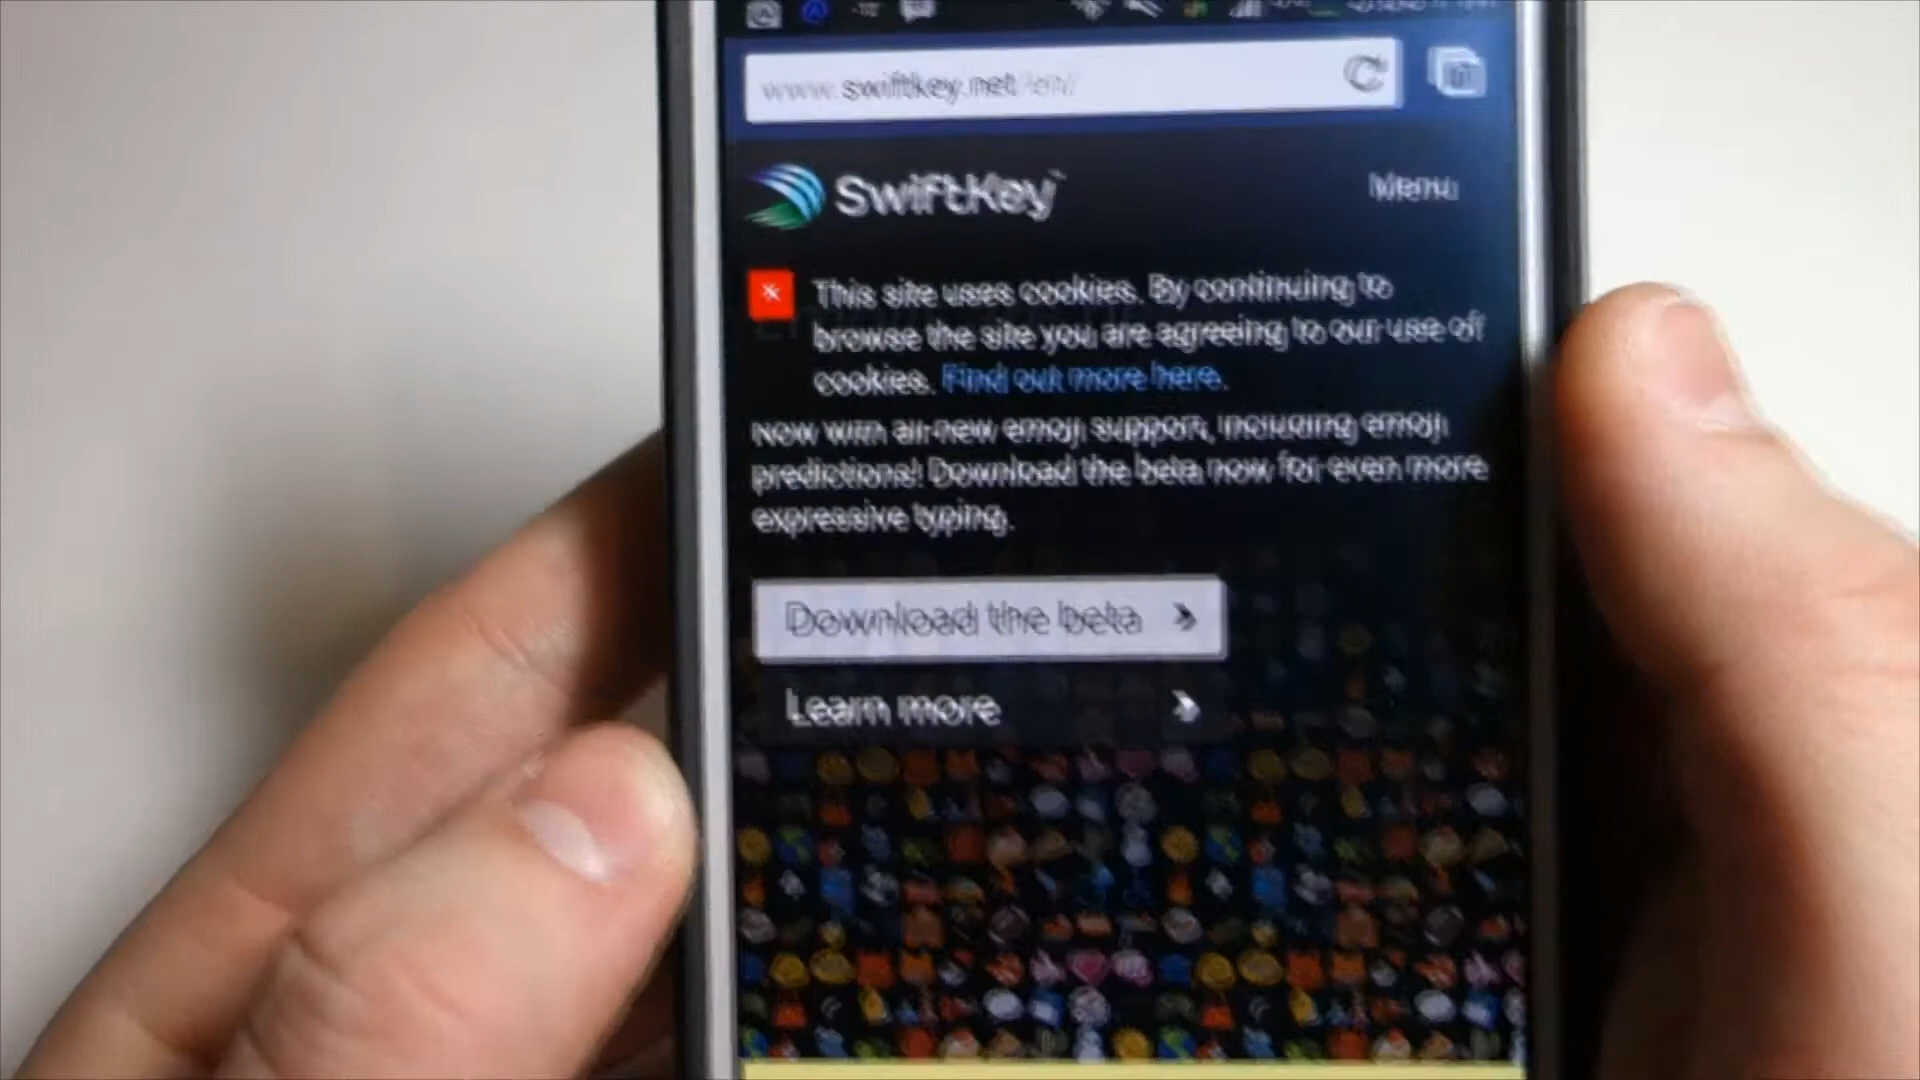 www.swiftkey.net/en/
SwiftKey
Menu
This site uses cookies. By continuing to
browse the site you are agreeing to our use of
cookies. Find out more here.
Now with all-new emoji support, including emoji
predictions! Download the beta now for even more
expressive typing.
Download the beta
Learn more